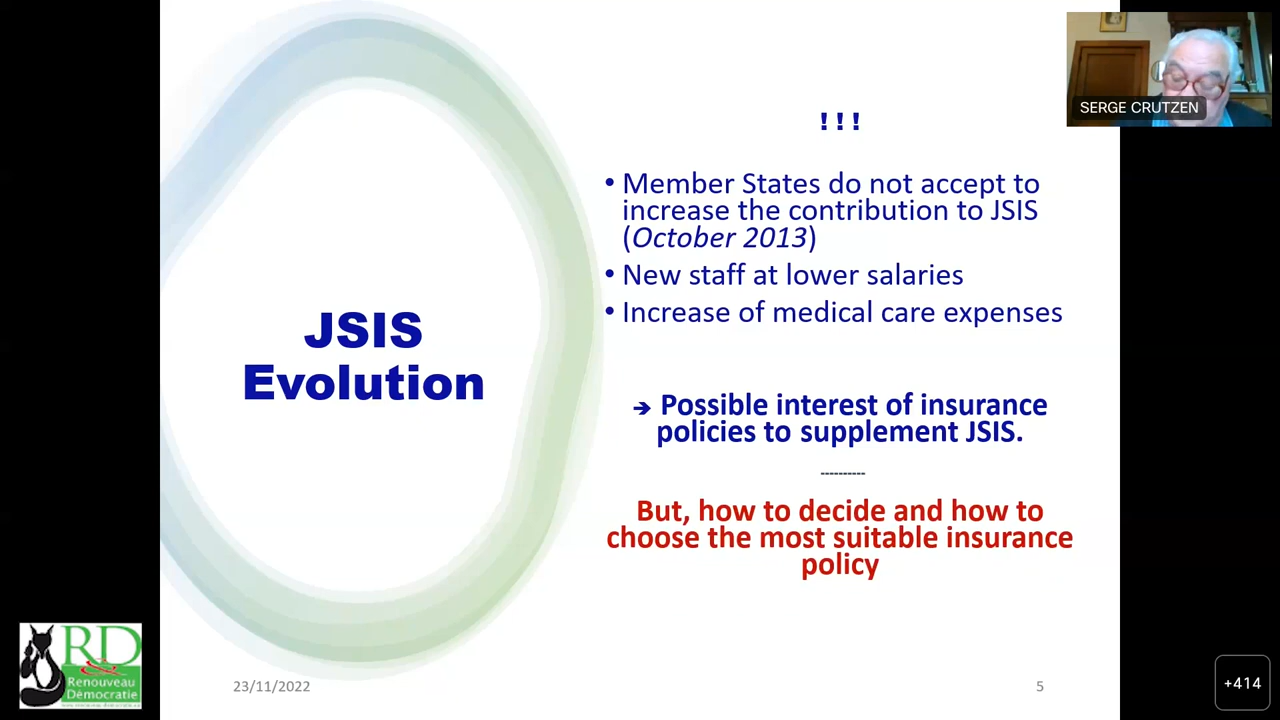 SERGE CRUTZEN
! ! !
• Member States do not accept to
increase the contribution to JSIS
(October 2013)
• New staff at lower salaries
• Increase of medical care expenses
JSIS
Evolution
➔ Possible interest of insurance
policies to supplement JSIS.
----------
But, how to decide and how to
choose the most suitable insurance
policy
RD
&
Renouveau
Démocratie
23/11/2022
5
+414